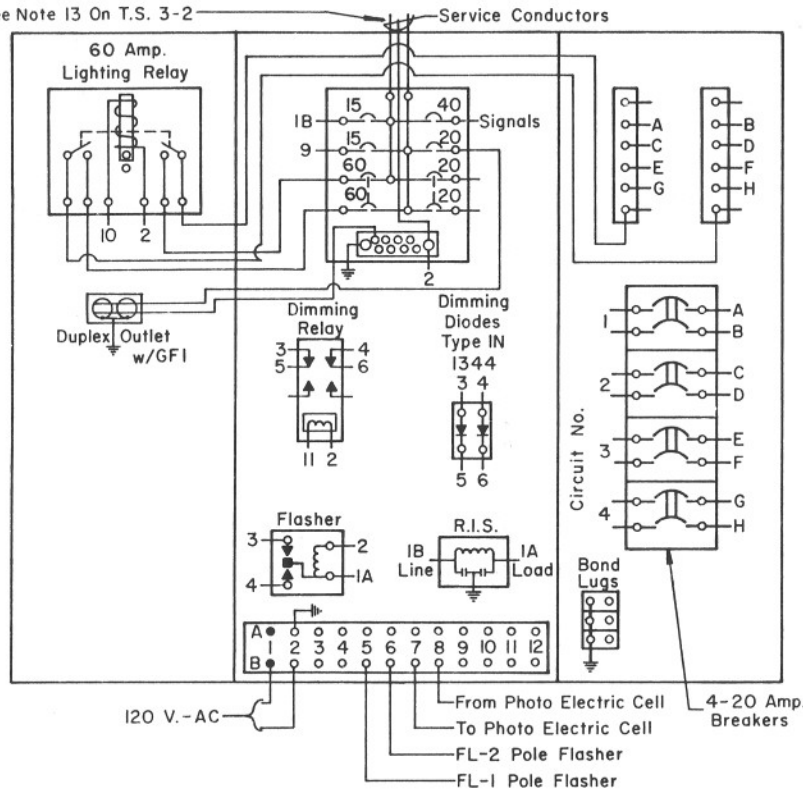 Note 13 On T.S. 3-2
Service Conductors
60 Amp.
Lighting Relay
10 2
15 40
1B Signals
15 20
9
60 20
60 120
2
Duplex Outlet
w/GFI
Dimming
Relay
3 4
5 6
11 2
Dimming
Diodes
Type IN
1344
3 4
5 6
A
C
E
G
B
D
F
H
Circuit No.
1 A
B
2 C
D
3 E
F
4 G
H
Flasher
3 2
4 1A
R.I.S.
1B 1A
Line Load
Bond
Lugs
A
1 2 3 4 5 6 7 8 9 10 11 12
B
120 V.-AC
From Photo Electric Cell
To Photo Electric Cell
FL-2 Pole Flasher
FL-1 Pole Flasher
4-20 Amp.
Breakers